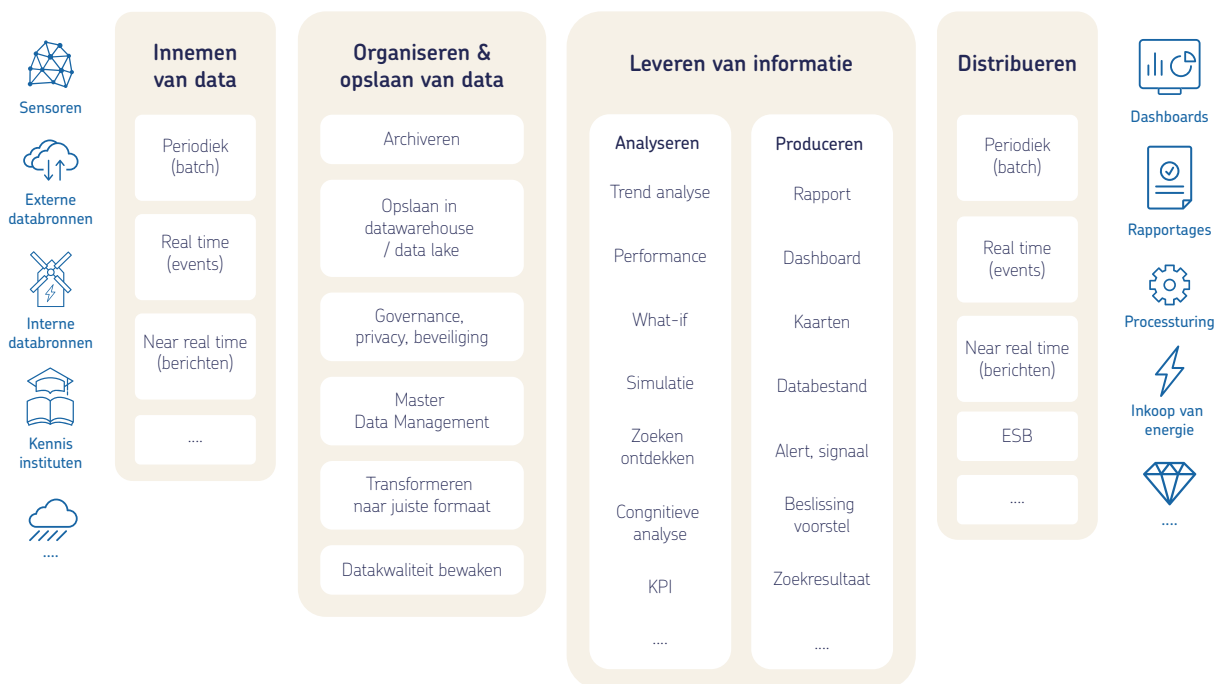 Sensoren
Externe
databronnen
Interne
databronnen
Kennis
instituten
....
Innemen
van data
Periodiek
(batch)
Real time
(events)
Near real time
(berichten)
....
Organiseren &
opslaan van data
Archiveren
Opslaan in
datawarehouse
/ data lake
Governance,
privacy, beveiliging
Master
Data Management
Transformeren
naar juiste formaat
Datakwaliteit bewaken
Leveren van informatie
Analyseren
Trend analyse
Performance
What-if
Simulatie
Zoeken
ontdekken
Congnitieve
analyse
KPI
....
Produceren
Rapport
Dashboard
Kaarten
Databestand
Alert, signaal
Beslissing
voorstel
Zoekresultaat
....
Distribueren
Periodiek
(batch)
Real time
(events)
Near real time
(berichten)
ESB
....
Dashboards
Rapportages
Processturing
Inkoop van
energie
....